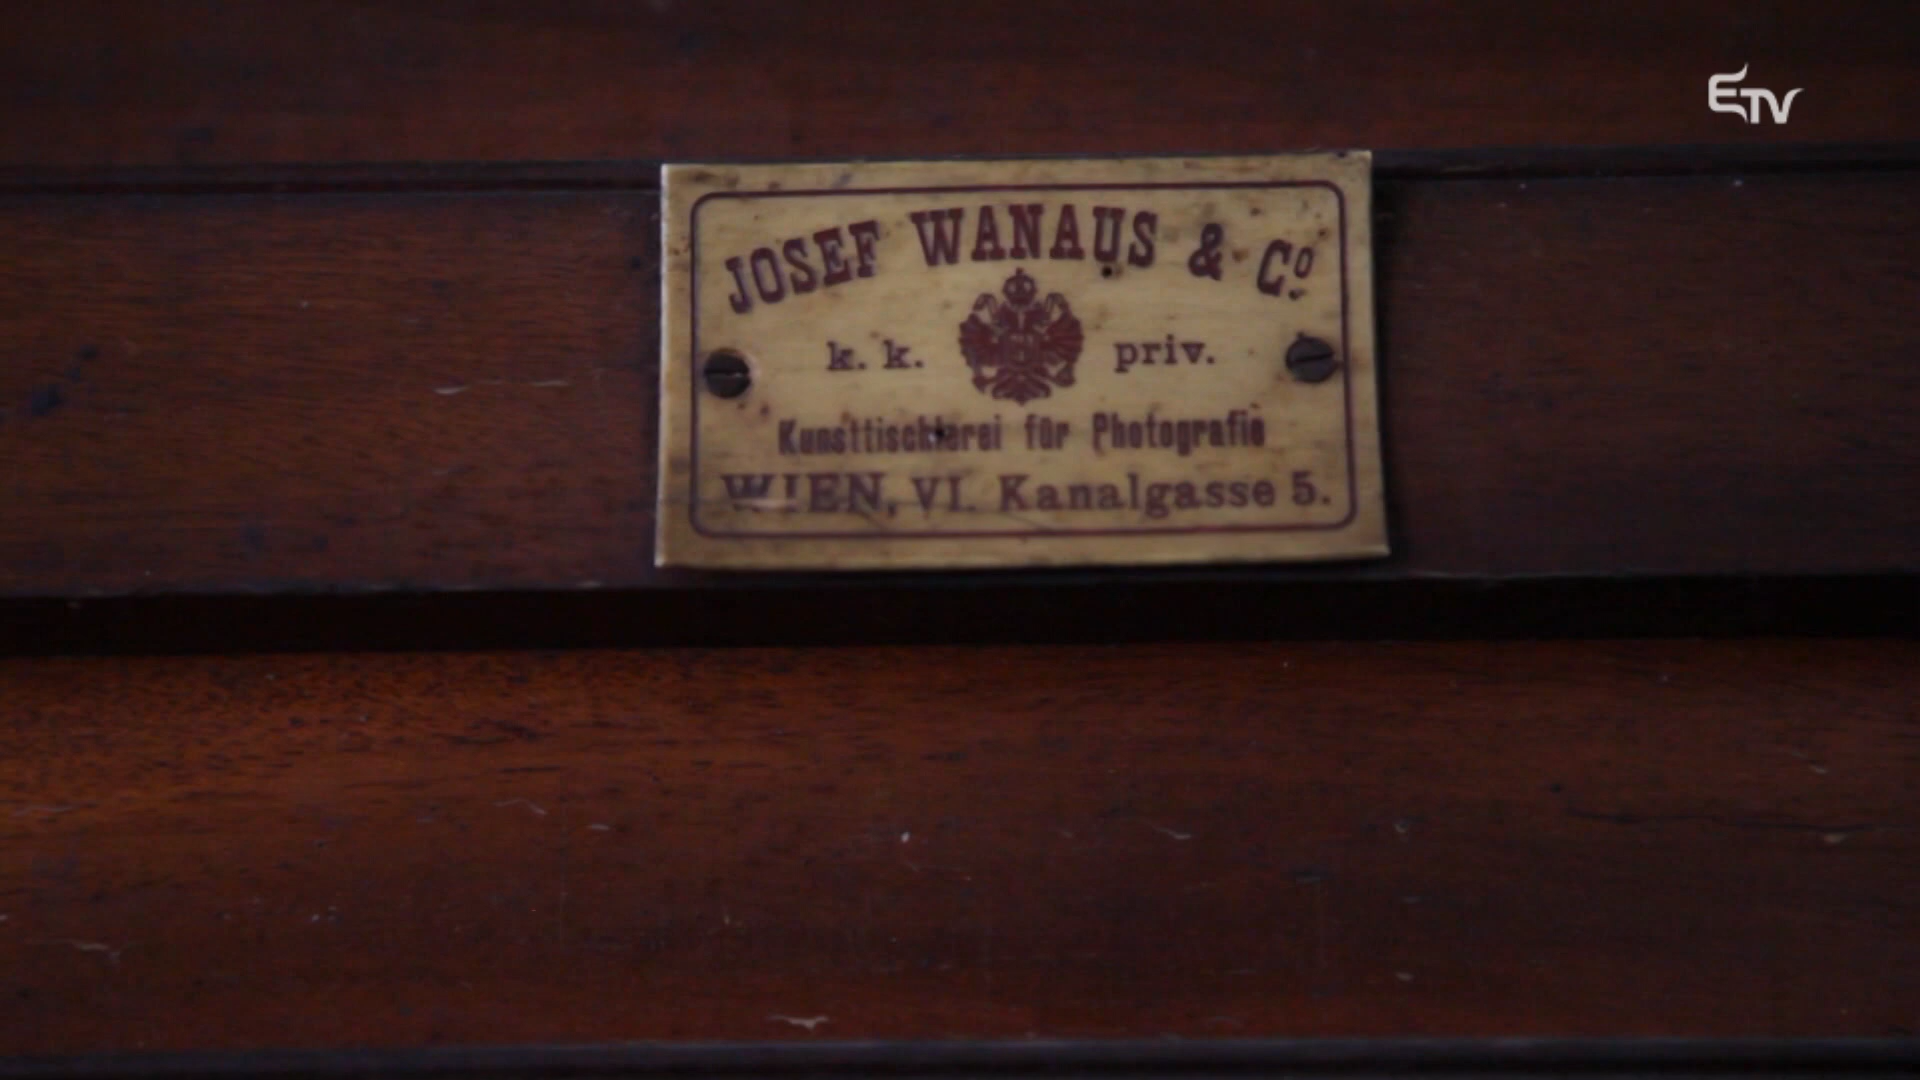 ETV
JOSEF WANAUS & Co.
k. k. priv.
Kunsttischlerei für Photografie
WIEN, VI. Kanalgasse 5.